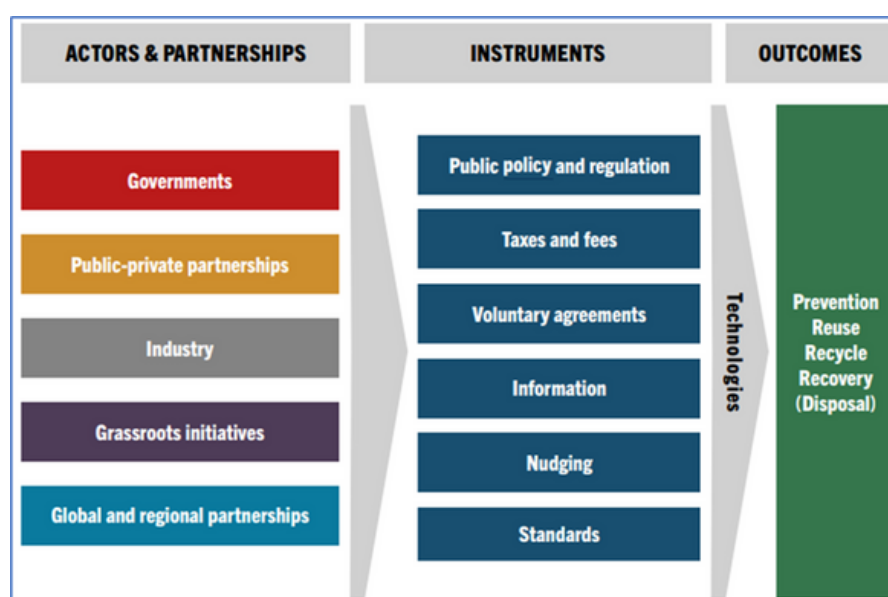 ACTORS & PARTNERSHIPS
INSTRUMENTS
OUTCOMES
Governments
Public-private partnerships
Industry
Grassroots initiatives
Global and regional partnerships
Public policy and regulation
Taxes and fees
Voluntary agreements
Information
Nudging
Standards
Technologies
Prevention
Reuse
Recycle
Recovery
(Disposal)